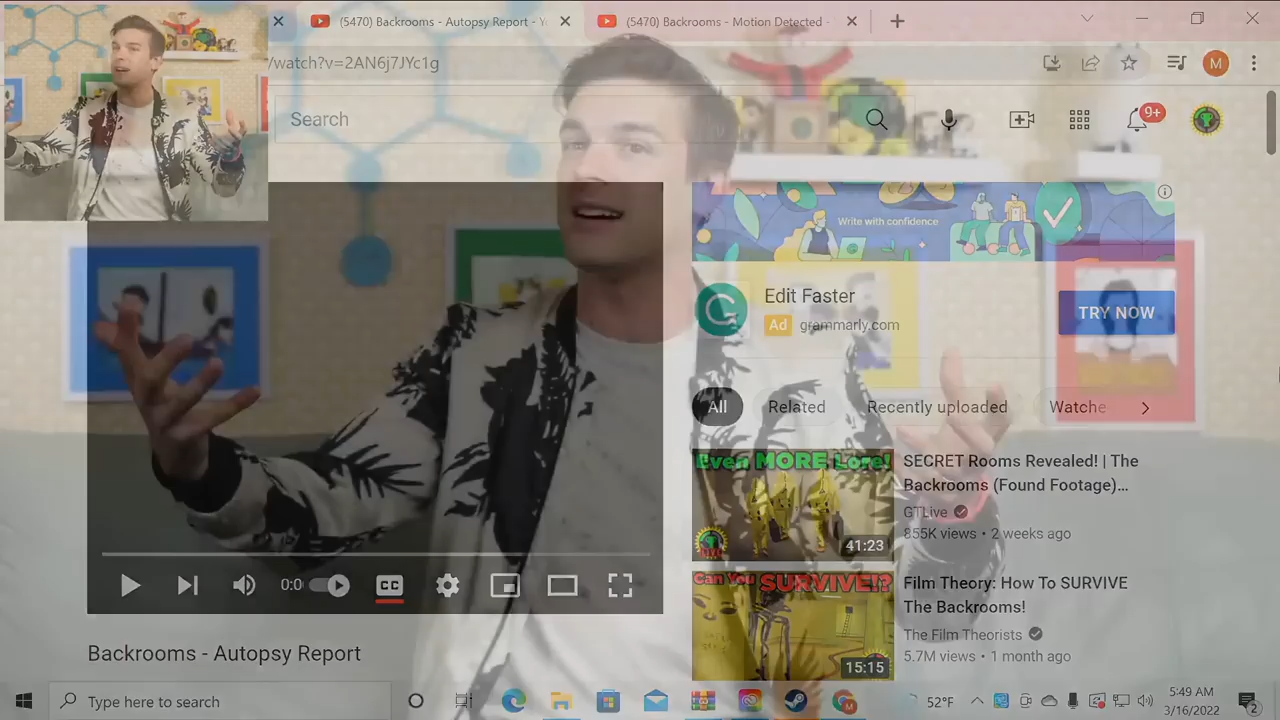 (5470) Backrooms - Autopsy Report - Y
(5470) Backrooms - Motion Detected -
/watch?v=2AN6j7JYc1g
M
Search
9+
Write with confidence
Edit Faster
Ad grammarly.com
TRY NOW
All Related Recently uploaded Watche
Even MORE Lore!
41:23
SECRET Rooms Revealed! | The
Backrooms (Found Footage)...
GTLive
855K views • 2 weeks ago
Can You SURVIVE!?
15:15
Film Theory: How To SURVIVE
The Backrooms!
The Film Theorists
5.7M views • 1 month ago
0:0
CC
Backrooms - Autopsy Report
Type here to search
52°F
5:49 AM
3/16/2022
2